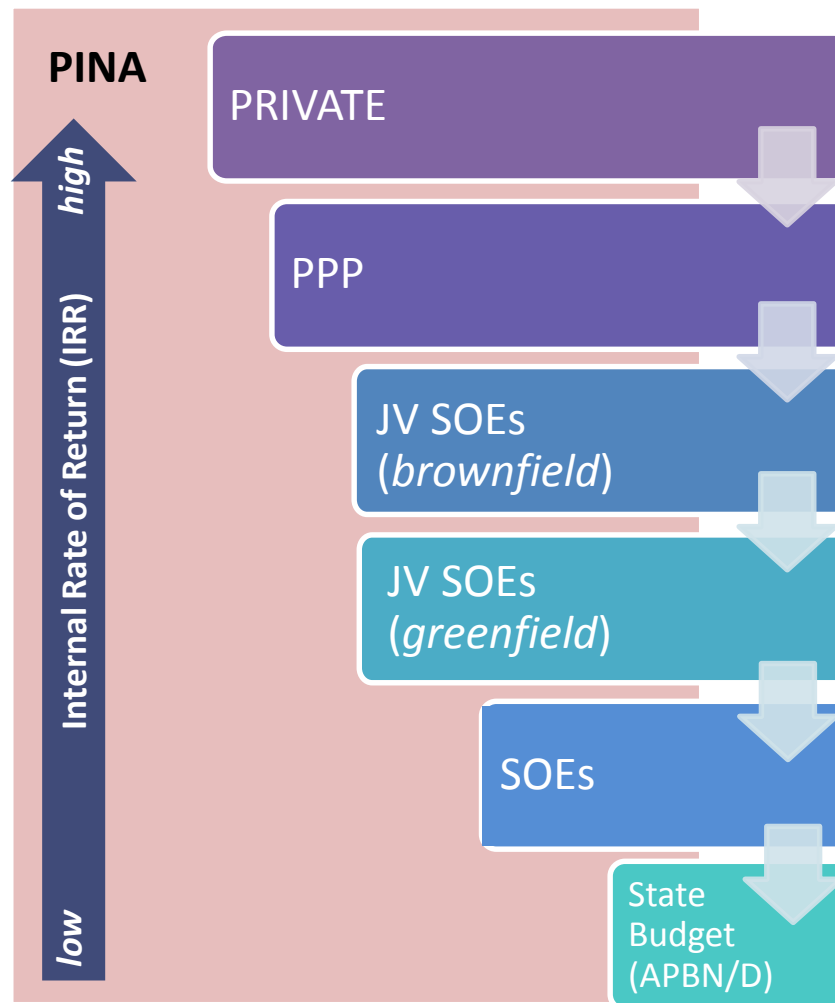 PINA
high
Internal Rate of Return (IRR)
low
PRIVATE
PPP
JV SOEs
(brownfield)
JV SOEs
(greenfield)
SOEs
State
Budget
(APBN/D)